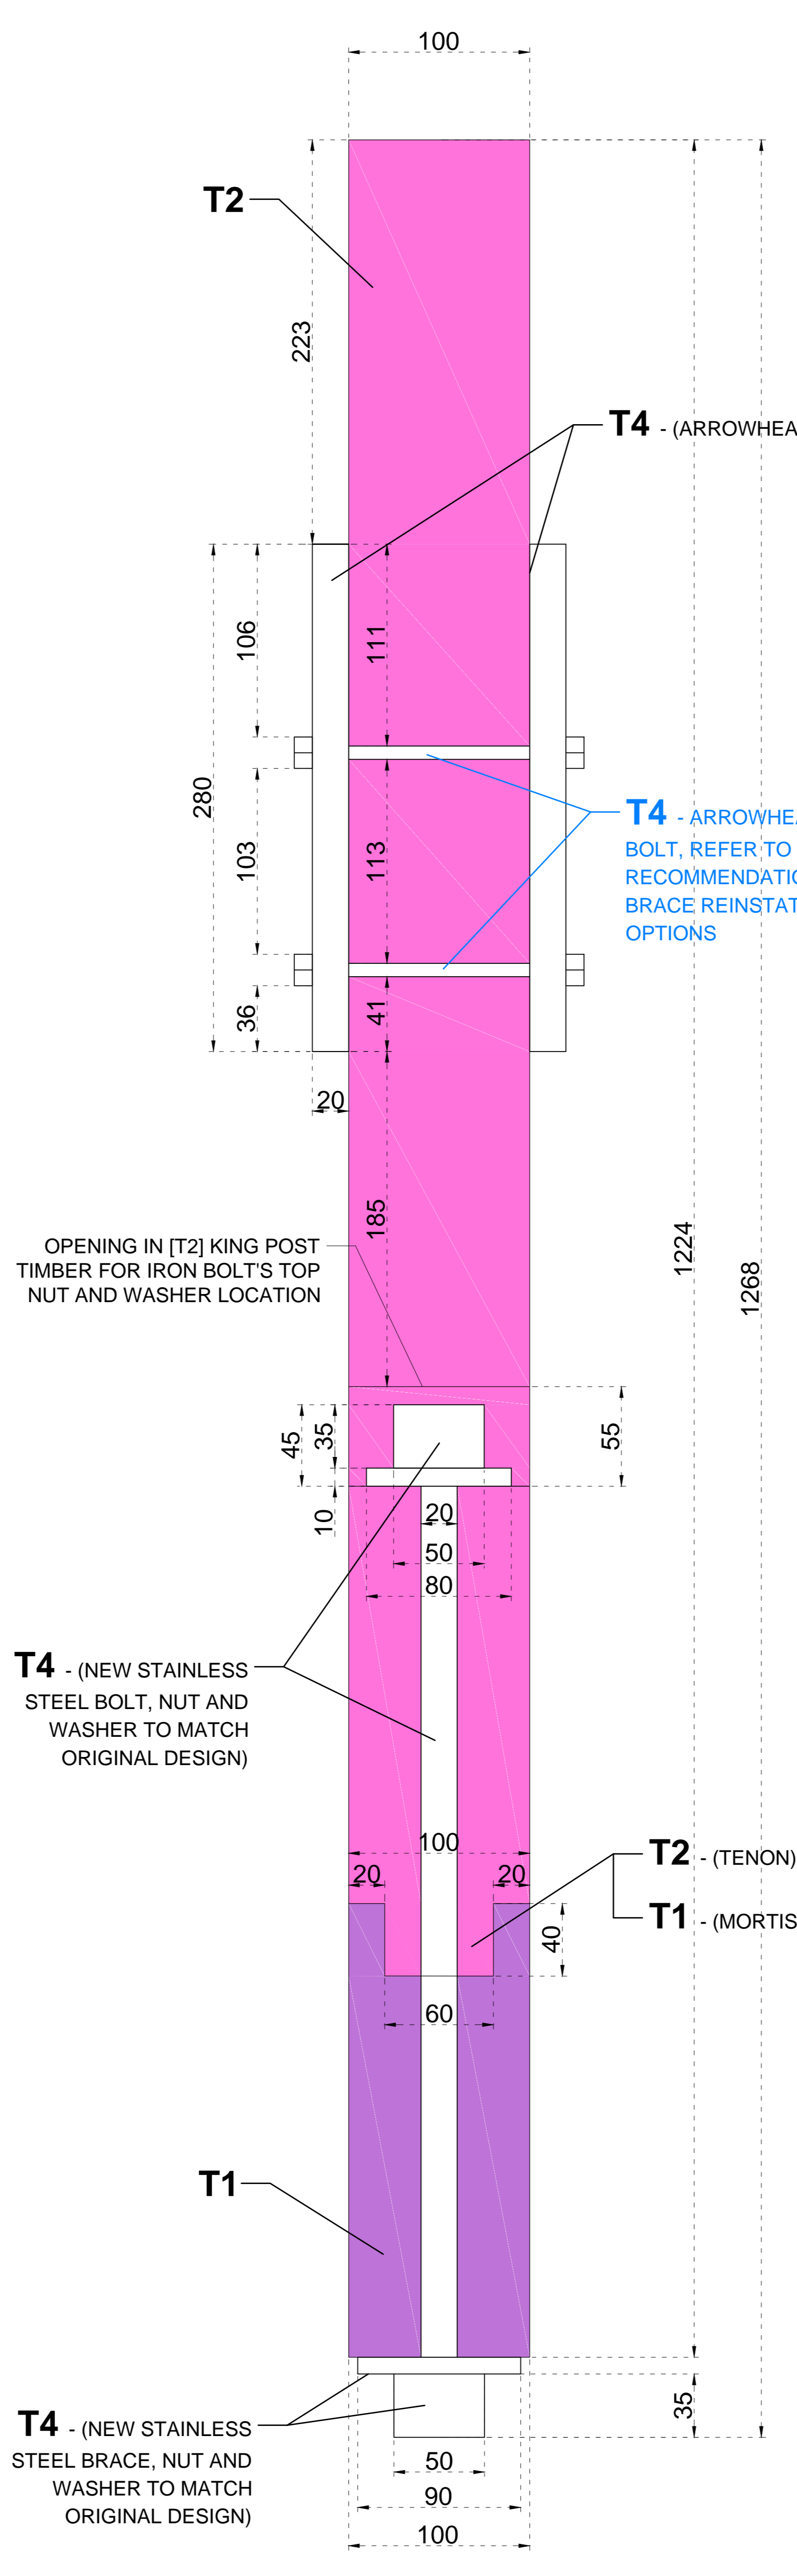 100
T2
223
T4 - (ARROWHEA
106
111
280
T4 - ARROWHEA
BOLT, REFER TO
RECOMMENDATIO
BRACE REINSTAT
OPTIONS
103
113
36
41
20
185
1224
1268
OPENING IN [T2] KING POST
TIMBER FOR IRON BOLT'S TOP
NUT AND WASHER LOCATION
45
35
55
10
20
50
80
T4 - (NEW STAINLESS
STEEL BOLT, NUT AND
WASHER TO MATCH
ORIGINAL DESIGN)
100
T2 - (TENON)
20
20
T1 - (MORTIS
40
60
T1
35
T4 - (NEW STAINLESS
STEEL BRACE, NUT AND
WASHER TO MATCH
ORIGINAL DESIGN)
50
90
100